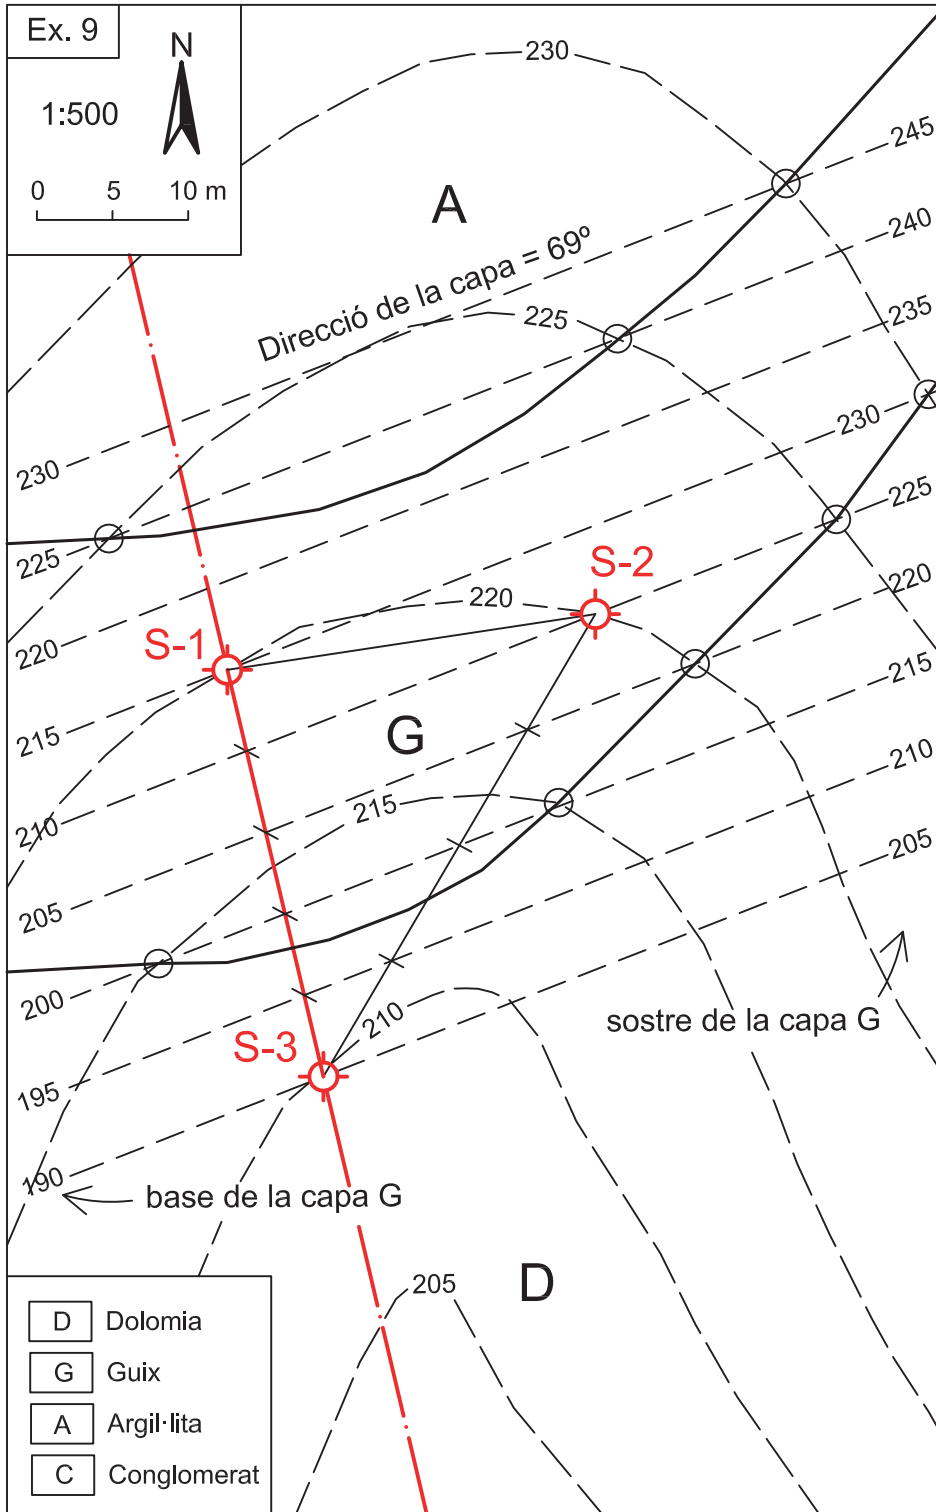 Ex. 9
N
1:500
0 5 10 m
230
245
A
240
Direcció de la capa = 69º
225
235
230
230
225
225
S-2
220
220
S-1
220
215
215
G
210
210
215
205
205
200
sostre de la capa G
210
S-3
195
190
base de la capa G
D
205
D Dolomia
G Guix
A Argil·lita
C Conglomerat